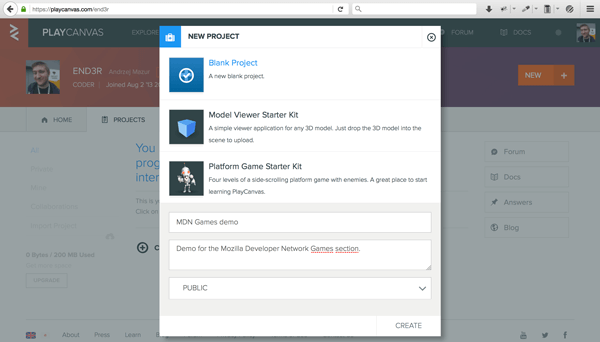 https://playcanvas.com/end3r
PLAYCANVAS
EXPLORE
FORUM
DOCS
NEW PROJECT
END3R
CODER
Joined Aug 2 '13
NEW +
Blank Project
A new blank project.
HOME
PROJECTS
Model Viewer Starter Kit
A simple viewer application for any 3D model. Just drop the 3D model into the
scene to upload.
Platform Game Starter Kit
Four levels of a side-scrolling platform game with enemies. A great place to start
learning PlayCanvas.
All
You
prog
inter
This is yo
Click on
0 Bytes / 200 MB Used
UPGRADE
C
Forum
Docs
Answers
Blog
MDN Games demo
Demo for the Mozilla Developer Network Games section.
PUBLIC
CREATE
About
Press
Learn